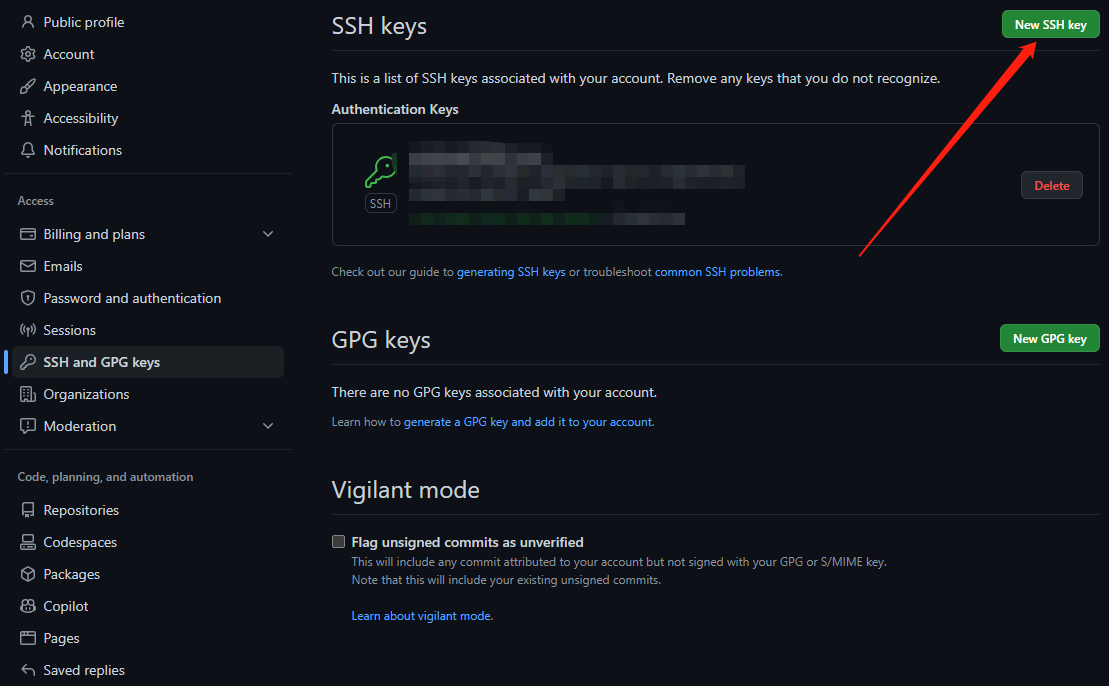 Public profile
Account
Appearance
Accessibility
Notifications
Access
Billing and plans
Emails
Password and authentication
Sessions
SSH and GPG keys
Organizations
Moderation
Code, planning, and automation
Repositories
Codespaces
Packages
Copilot
Pages
Saved replies
SSH keys
New SSH key
This is a list of SSH keys associated with your account. Remove any keys that you do not recognize.
Authentication Keys
SSH
Delete
Check out our guide to generating SSH keys or troubleshoot common SSH problems.
GPG keys
New GPG key
There are no GPG keys associated with your account.
Learn how to generate a GPG key and add it to your account.
Vigilant mode
Flag unsigned commits as unverified
This will include any commit attributed to your account but not signed with your GPG or S/MIME key.
Note that this will include your existing unsigned commits.
Learn about vigilant mode.